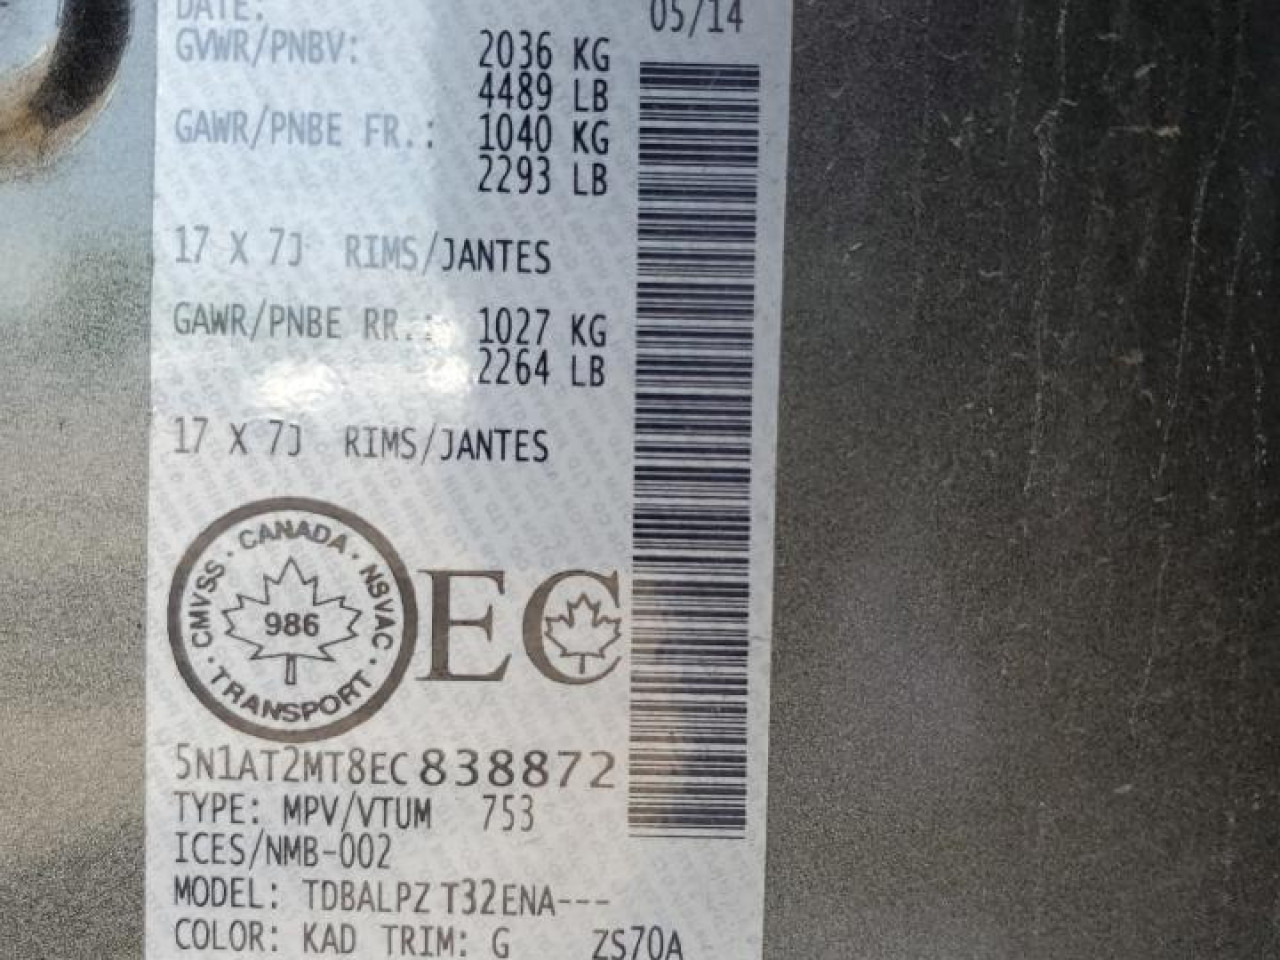 DATE: 05/14
GVWR/PNBV: 2036 KG
4489 LB
GAWR/PNBE FR.: 1040 KG
2293 LB
17 X 7J RIMS/JANTES
GAWR/PNBE RR.: 1027 KG
2264 LB
17 X 7J RIMS/JANTES
CANADA · NSVAC · TRANSPORT · CMVSS ·
986
EC
5N1AT2MT8EC838872
TYPE: MPV/VTUM 753
ICES/NMB-002
MODEL: TDBALPZ T32ENA---
COLOR: KAD TRIM: G ZS70A